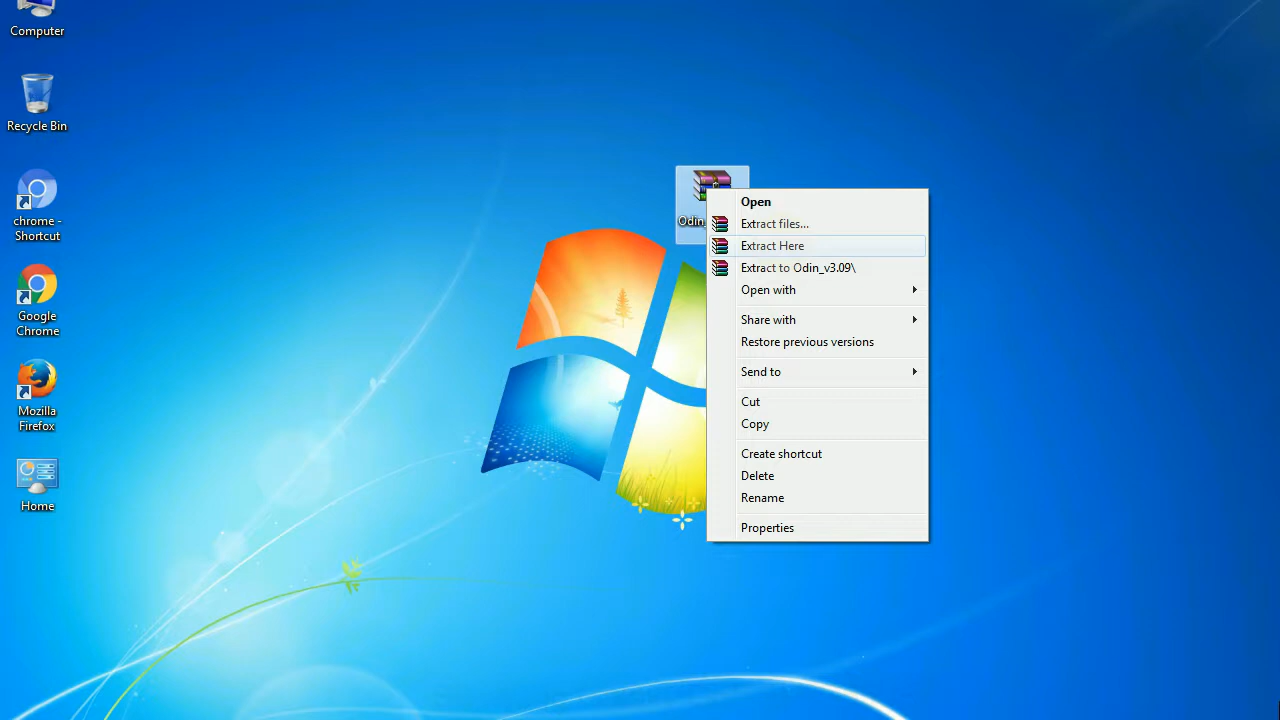 Computer
Recycle Bin
chrome -
Shortcut
Google
Chrome
Mozilla
Firefox
Home
Odin_
Open
Extract files...
Extract Here
Extract to Odin_v3.09\
Open with
Share with
Restore previous versions
Send to
Cut
Copy
Create shortcut
Delete
Rename
Properties